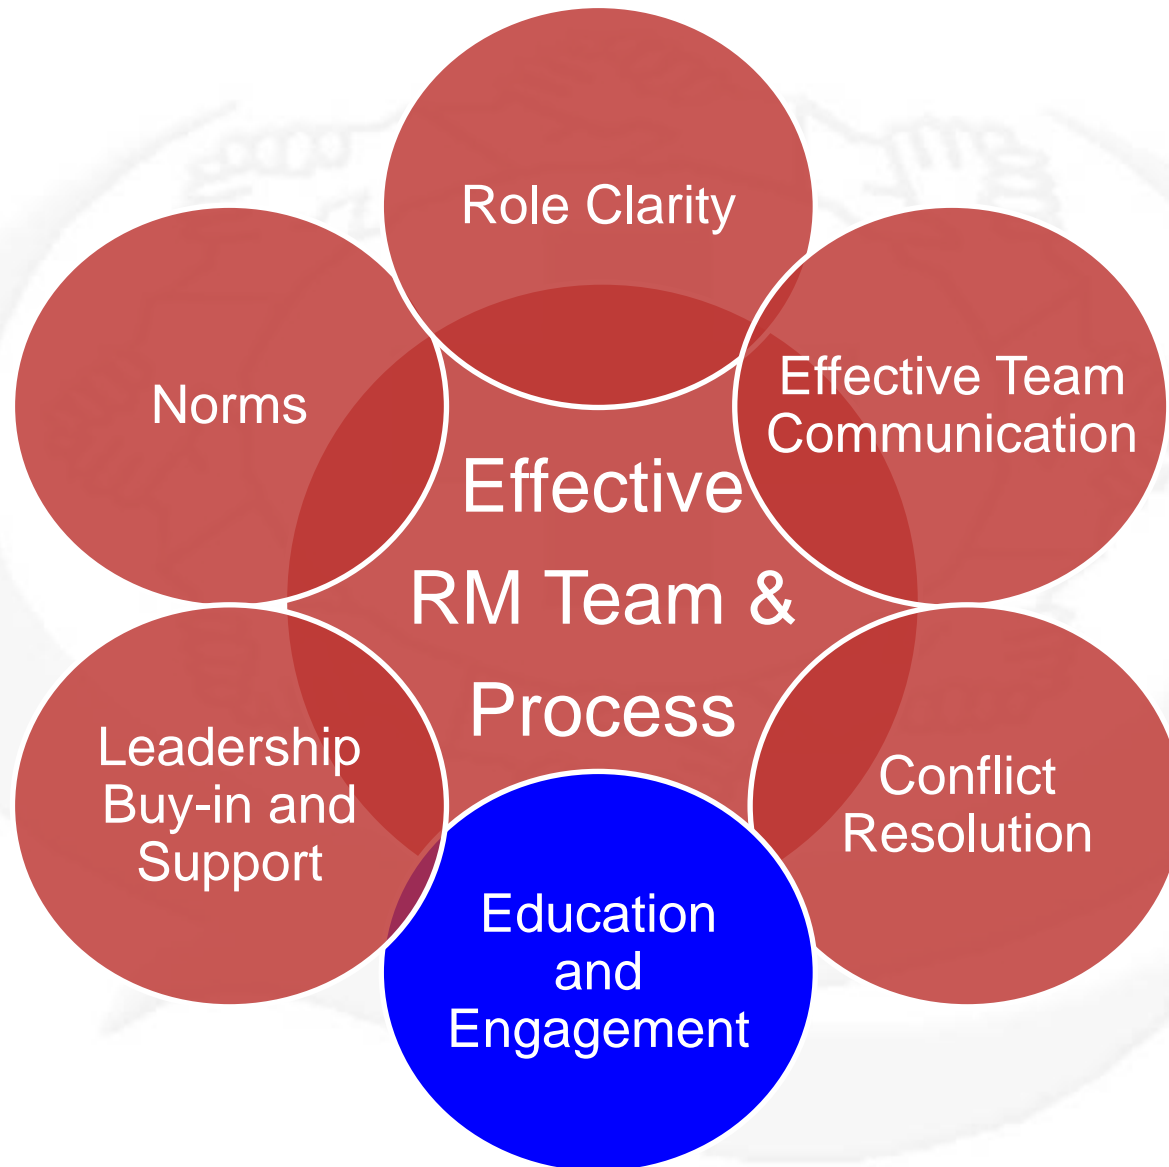 Role Clarity
Effective Team
Communication
Norms
Effective
RM Team &
Process
Leadership
Buy-in and
Support
Conflict
Resolution
Education
and
Engagement